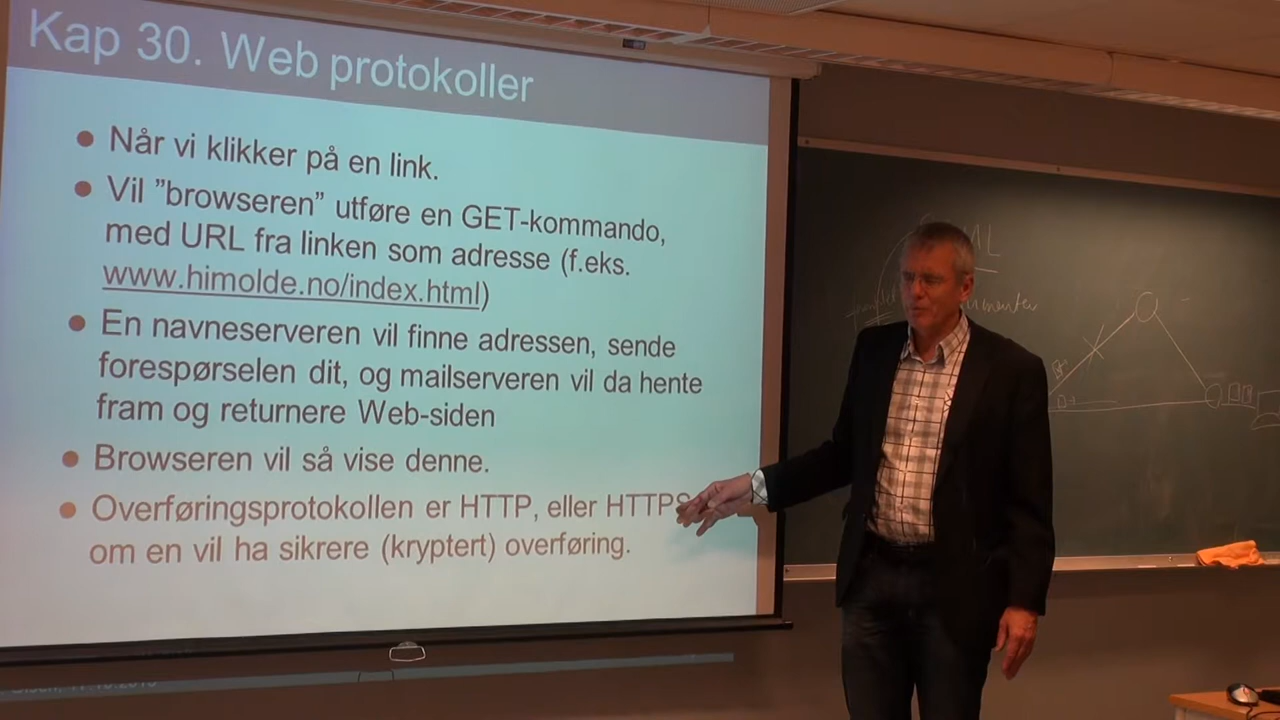 Kap 30. Web protokoller
● Når vi klikker på en link.
● Vil ”browseren” utføre en GET-kommando,
med URL fra linken som adresse (f.eks.
www.himolde.no/index.html)
● En navneserveren vil finne adressen, sende
forespørselen dit, og mailserveren vil da hente
fram og returnere Web-siden
● Browseren vil så vise denne.
● Overføringsprotokollen er HTTP, eller HTTPS
om en vil ha sikrere (kryptert) overføring.